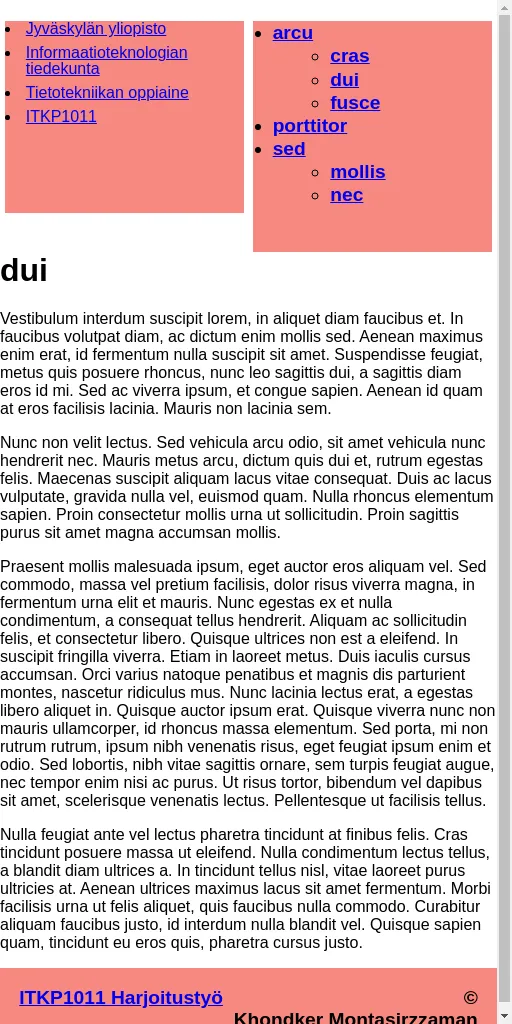 Jyväskylän yliopisto
Informaatioteknologian
tiedekunta
Tietotekniikan oppiaine
ITKP1011
arcu
cras
dui
fusce
porttitor
sed
mollis
nec
dui
Vestibulum interdum suscipit lorem, in aliquet diam faucibus et. In
faucibus volutpat diam, ac dictum enim mollis sed. Aenean maximus
enim erat, id fermentum nulla suscipit sit amet. Suspendisse feugiat,
metus quis posuere rhoncus, nunc leo sagittis dui, a sagittis diam
eros id mi. Sed ac viverra ipsum, et congue sapien. Aenean id quam
at eros facilisis lacinia. Mauris non lacinia sem.
Nunc non velit lectus. Sed vehicula arcu odio, sit amet vehicula nunc
hendrerit nec. Mauris metus arcu, dictum quis dui et, rutrum egestas
felis. Maecenas suscipit aliquam lacus vitae consequat. Duis ac lacus
vulputate, gravida nulla vel, euismod quam. Nulla rhoncus elementum
sapien. Proin consectetur mollis urna ut sollicitudin. Proin sagittis
purus sit amet magna accumsan mollis.
Praesent mollis malesuada ipsum, eget auctor eros aliquam vel. Sed
commodo, massa vel pretium facilisis, dolor risus viverra magna, in
fermentum urna elit et mauris. Nunc egestas ex et nulla
condimentum, a consequat tellus hendrerit. Aliquam ac sollicitudin
felis, et consectetur libero. Quisque ultrices non est a eleifend. In
suscipit fringilla viverra. Etiam in laoreet metus. Duis iaculis cursus
accumsan. Orci varius natoque penatibus et magnis dis parturient
montes, nascetur ridiculus mus. Nunc lacinia lectus erat, a egestas
libero aliquet in. Quisque auctor ipsum erat. Quisque viverra nunc non
mauris ullamcorper, id rhoncus massa elementum. Sed porta, mi non
rutrum rutrum, ipsum nibh venenatis risus, eget feugiat ipsum enim et
odio. Sed lobortis, nibh vitae sagittis ornare, sem turpis feugiat augue,
nec tempor enim nisi ac purus. Ut risus tortor, bibendum vel dapibus
sit amet, scelerisque venenatis lectus. Pellentesque ut facilisis tellus.
Nulla feugiat ante vel lectus pharetra tincidunt at finibus felis. Cras
tincidunt posuere massa ut eleifend. Nulla condimentum lectus tellus,
a blandit diam ultrices a. In tincidunt tellus nisl, vitae laoreet purus
ultricies at. Aenean ultrices maximus lacus sit amet fermentum. Morbi
facilisis urna ut felis aliquet, quis faucibus nulla commodo. Curabitur
aliquam faucibus justo, id interdum nulla blandit vel. Quisque sapien
quam, tincidunt eu eros quis, pharetra cursus justo.
ITKP1011 Harjoitustyö
©
Khondker Montasirzzaman